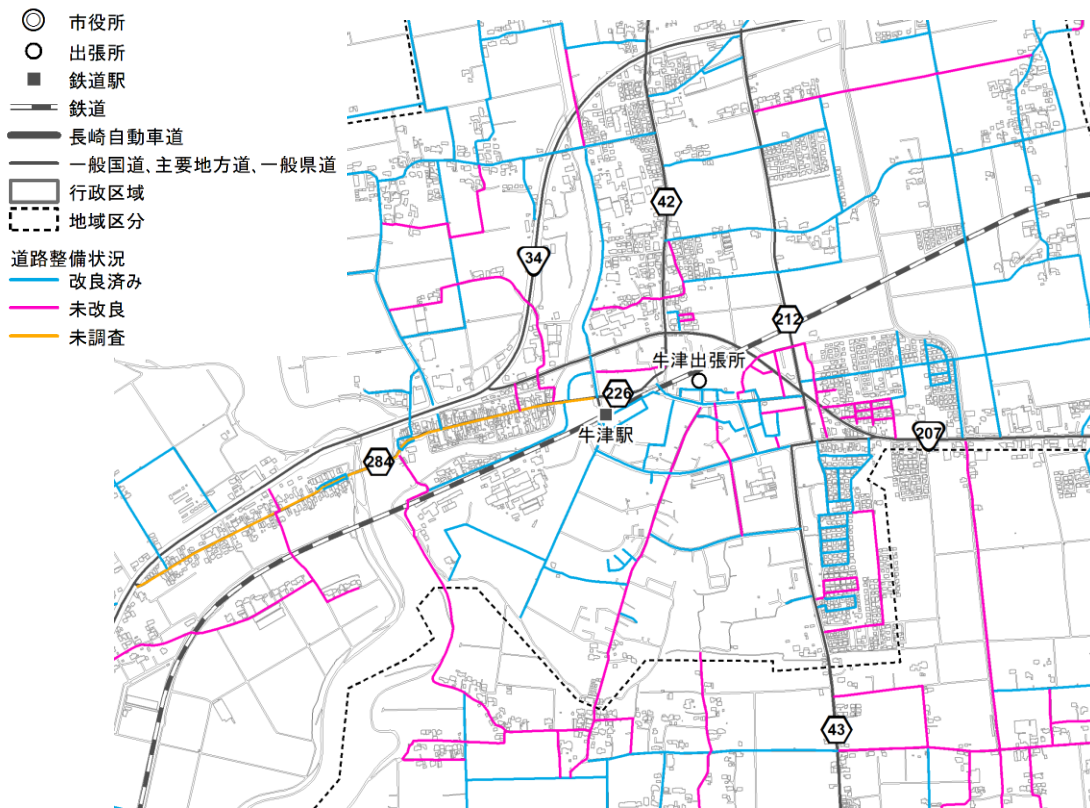 市役所
出張所
鉄道駅
鉄道
長崎自動車道
一般国道、主要地方道、一般県道
行政区域
地域区分
道路整備状況
改良済み
未改良
未調査
42
34
212
牛津出張所
226
牛津駅
207
284
43